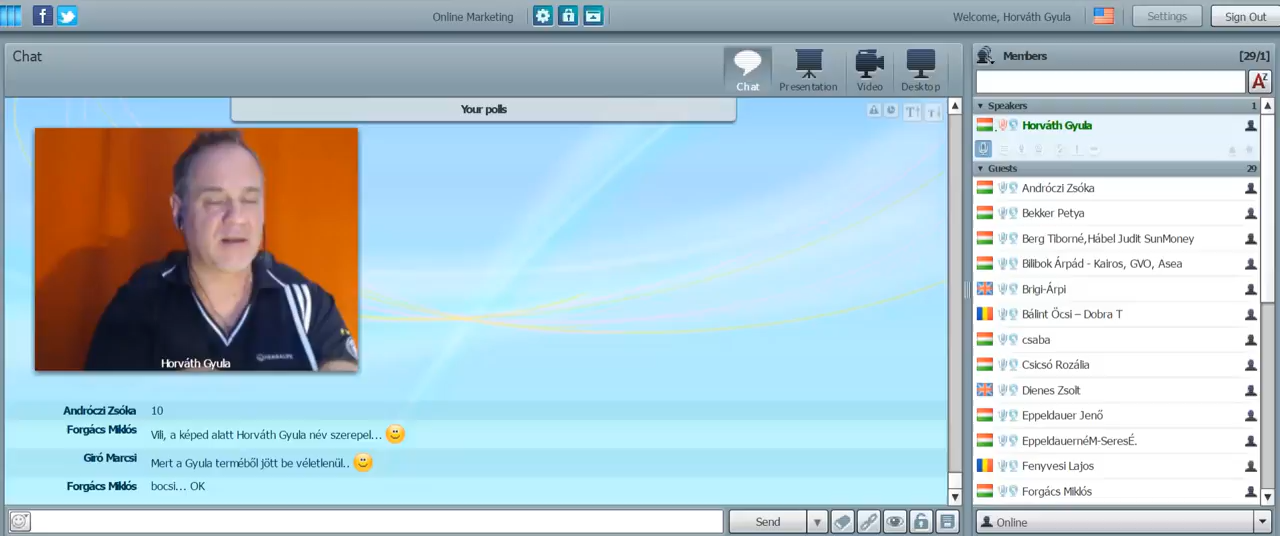 Online Marketing
Welcome, Horváth Gyula
Settings
Sign Out
Chat
Chat
Presentation
Video
Desktop
Members
[29/1]
Your polls
Speakers
1
Horváth Gyula
Guests
29
Andróczi Zsóka
Bekker Petya
Berg Tiborné,Hábel Judit SunMoney
Bilibok Árpád - Kairos, GVO, Asea
Brigi-Árpi
Bálint Öcsi – Dobra T
csaba
Csicsó Rozália
Dienes Zsolt
Eppeldauer Jenő
EppeldauernéM-SeresÉ.
Fenyvesi Lajos
Forgács Miklós
HERBALIFE
Horváth Gyula
Andróczi Zsóka 10
Forgács Miklós Vili, a képed alatt Horváth Gyula név szerepel...
Giró Marcsi Mert a Gyula terméből jött be véletlenül..
Forgács Miklós bocsi... OK
Send
Online